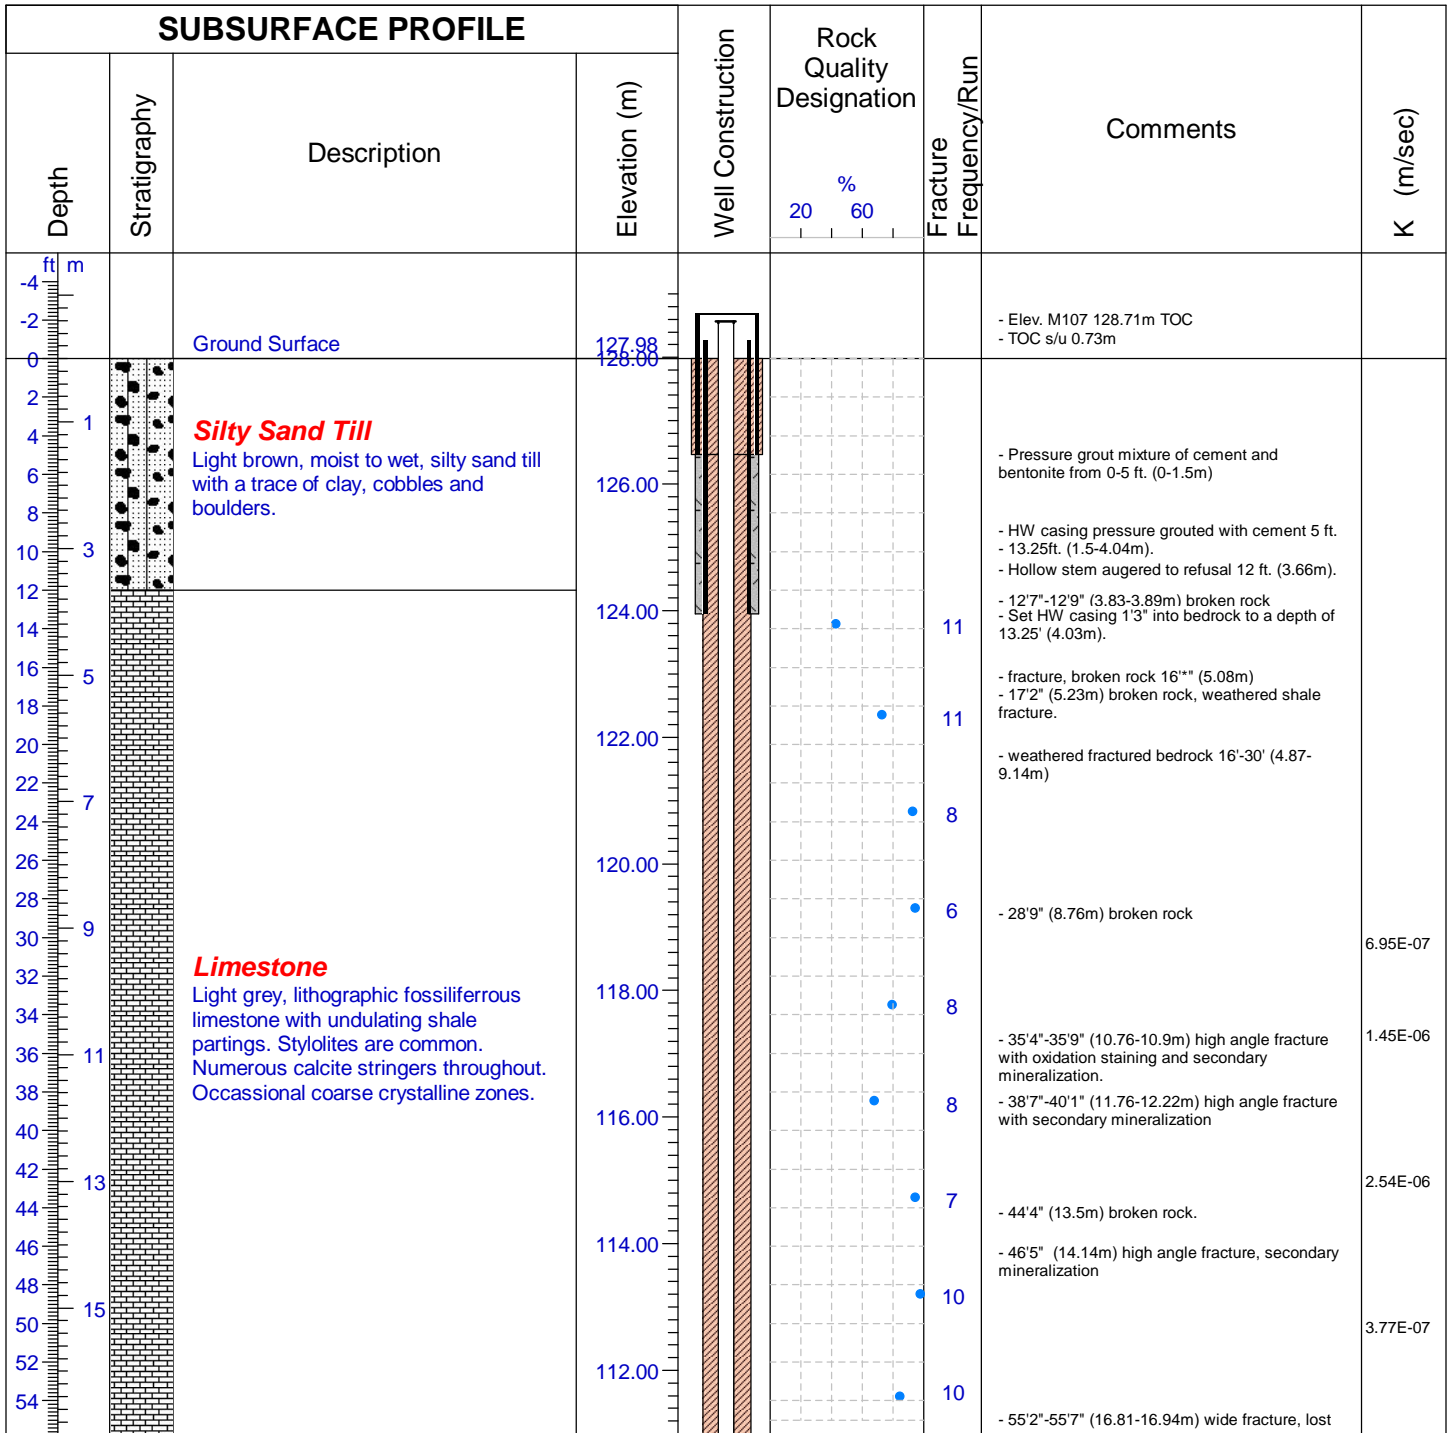 SUBSURFACE PROFILE
Depth
Stratigraphy
Description
Elevation (m)
Well Construction
Rock
Quality
Designation
%
20 60
Fracture
Frequency/Run
Comments
K (m/sec)
ft m
-4
-2
0
2
4
6
8
10
12
14
16
18
20
22
24
26
28
30
32
34
36
38
40
42
44
46
48
50
52
54
1
3
5
7
9
11
13
15
Ground Surface
Silty Sand Till
Light brown, moist to wet, silty sand till
with a trace of clay, cobbles and
boulders.
Limestone
Light grey, lithographic fossiliferrous
limestone with undulating shale
partings. Stylolites are common.
Numerous calcite stringers throughout.
Occassional coarse crystalline zones.
127.98
128.00
126.00
124.00
122.00
120.00
118.00
116.00
114.00
112.00
11
11
8
6
8
8
7
10
10
- Elev. M107 128.71m TOC
- TOC s/u 0.73m
- Pressure grout mixture of cement and
bentonite from 0-5 ft. (0-1.5m)
- HW casing pressure grouted with cement 5 ft.
- 13.25ft. (1.5-4.04m).
- Hollow stem augered to refusal 12 ft. (3.66m).
- 12'7"-12'9" (3.83-3.89m) broken rock
- Set HW casing 1'3" into bedrock to a depth of
13.25' (4.03m).
- fracture, broken rock 16'*" (5.08m)
- 17'2" (5.23m) broken rock, weathered shale
fracture.
- weathered fractured bedrock 16'-30' (4.87-
9.14m)
- 28'9" (8.76m) broken rock
- 35'4"-35'9" (10.76-10.9m) high angle fracture
with oxidation staining and secondary
mineralization.
- 38'7"-40'1" (11.76-12.22m) high angle fracture
with secondary mineralization
- 44'4" (13.5m) broken rock.
- 46'5" (14.14m) high angle fracture, secondary
mineralization
- 55'2"-55'7" (16.81-16.94m) wide fracture, lost
6.95E-07
1.45E-06
2.54E-06
3.77E-07